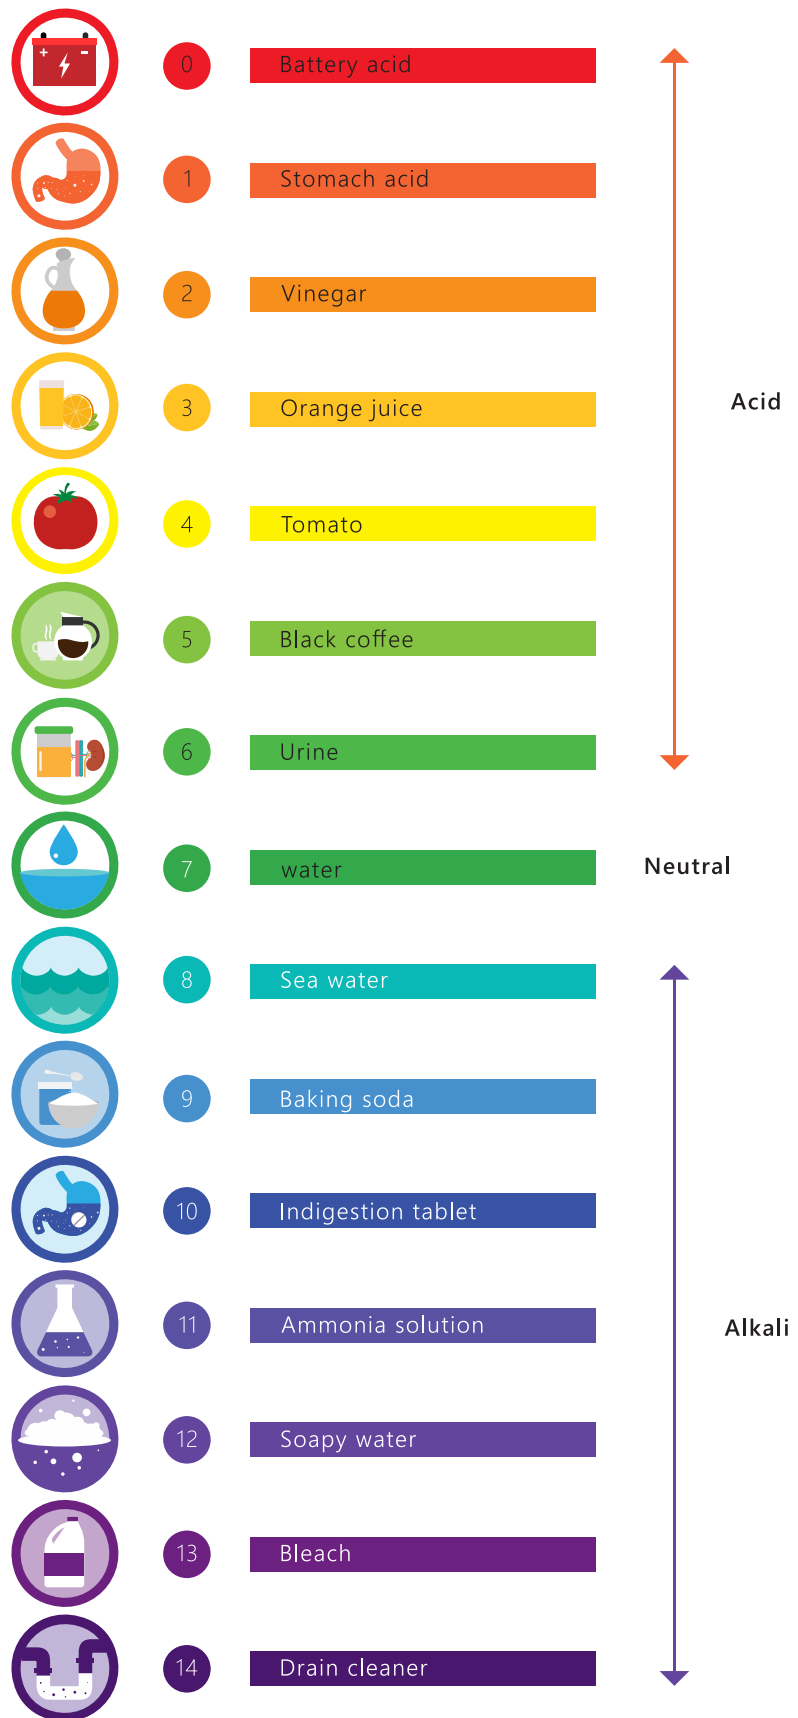 0 Battery acid
1 Stomach acid
2 Vinegar
3 Orange juice
Acid
4 Tomato
5 Black coffee
6 Urine
7 water Neutral
8 Sea water
9 Baking soda
10 Indigestion tablet
11 Ammonia solution
Alkali
12 Soapy water
13 Bleach
14 Drain cleaner